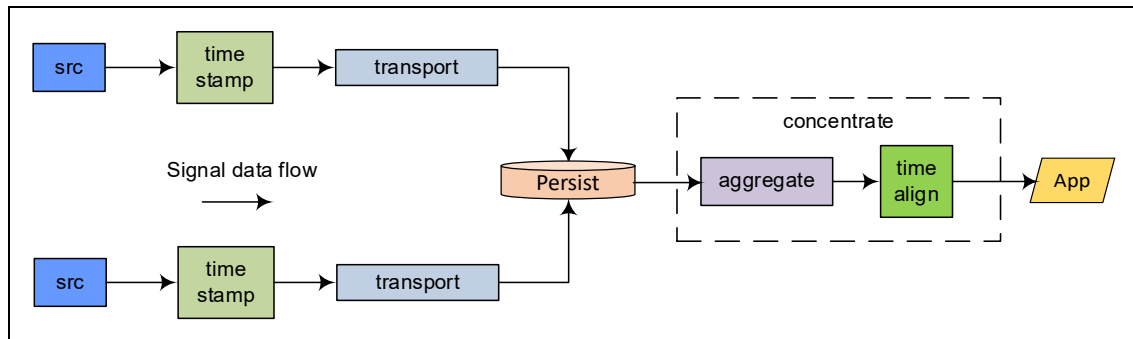 src
time
stamp
transport
concentrate
Signal data flow
Persist
aggregate
time
align
App
src
time
stamp
transport